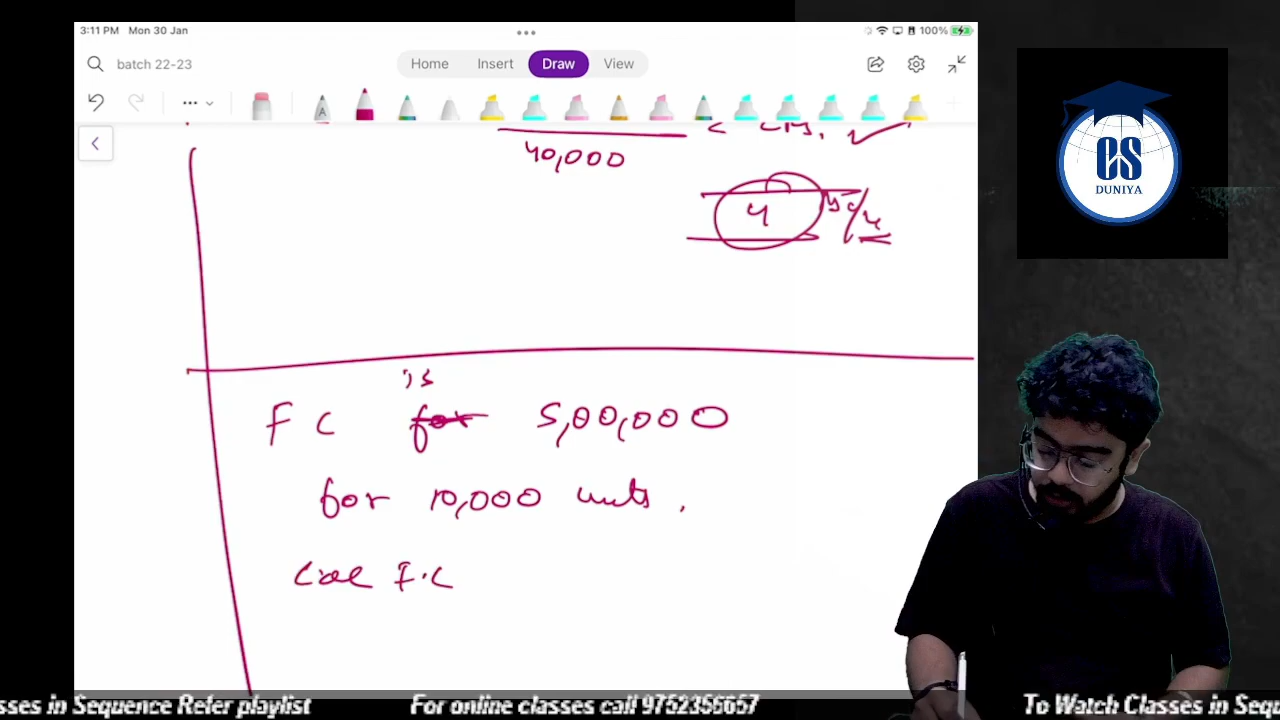 3:11 PM Mon 30 Jan
100%
batch 22-23
Home Insert Draw View
40,000
4
is
F C for 5,00,000
for 10,000 units.
Cal F.C
CS
DUNIYA
sses in Sequence Refer playlist For online classes call 9752356657 To Watch Classes in Sequ